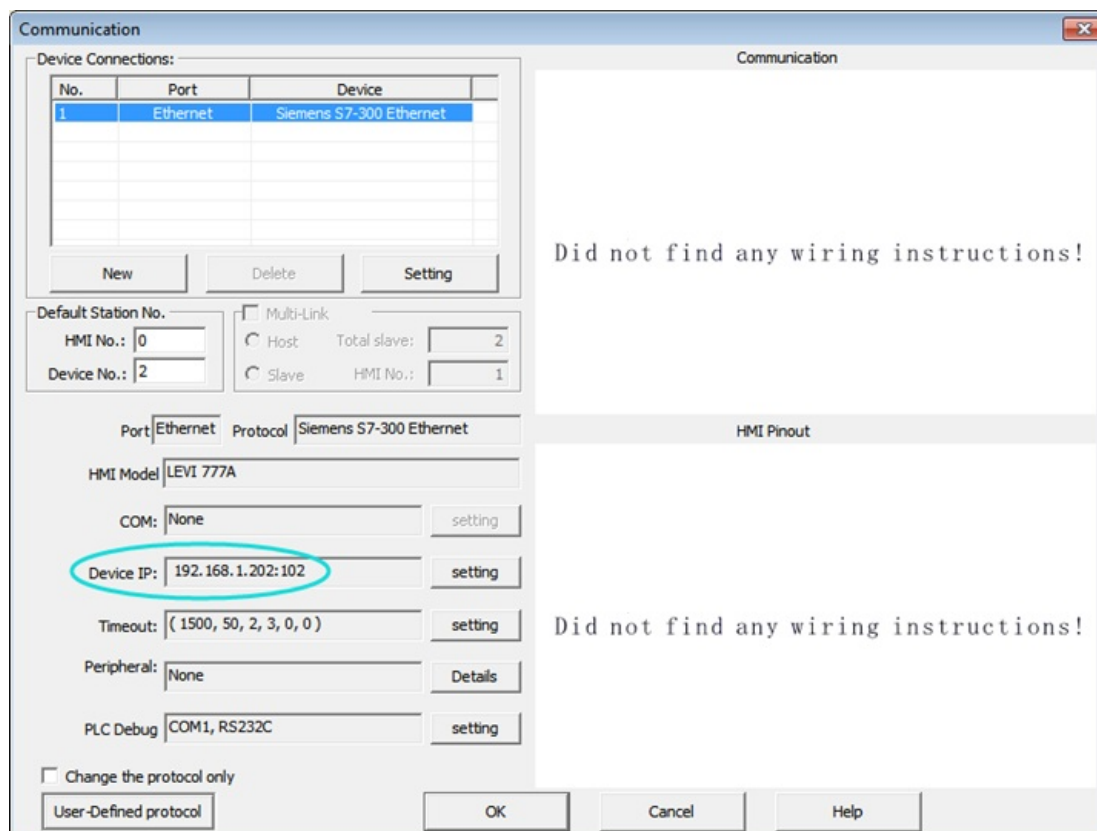 Communication
Device Connections:
No. Port Device
1 Ethernet Siemens S7-300 Ethernet
New Delete Setting
Default Station No.
HMI No.: 0
Device No.: 2
Multi-Link
Host Total slave: 2
Slave HMI No.: 1
Port Ethernet Protocol Siemens S7-300 Ethernet
HMI Model LEVI 777A
COM: None setting
Device IP: 192.168.1.202:102 setting
Timeout: ( 1500, 50, 2, 3, 0, 0 ) setting
Peripheral: None Details
PLC Debug COM1, RS232C setting
Change the protocol only
User-Defined protocol OK Cancel Help
Communication
Did not find any wiring instructions!
HMI Pinout
Did not find any wiring instructions!